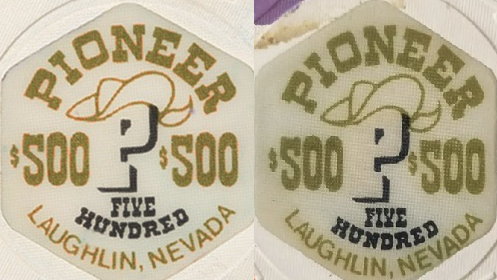 PIONEER
P
$500 $500
FIVE
HUNDRED
LAUGHLIN, NEVADA
PIONEER
P
$500 $500
FIVE
HUNDRED
LAUGHLIN, NEVADA